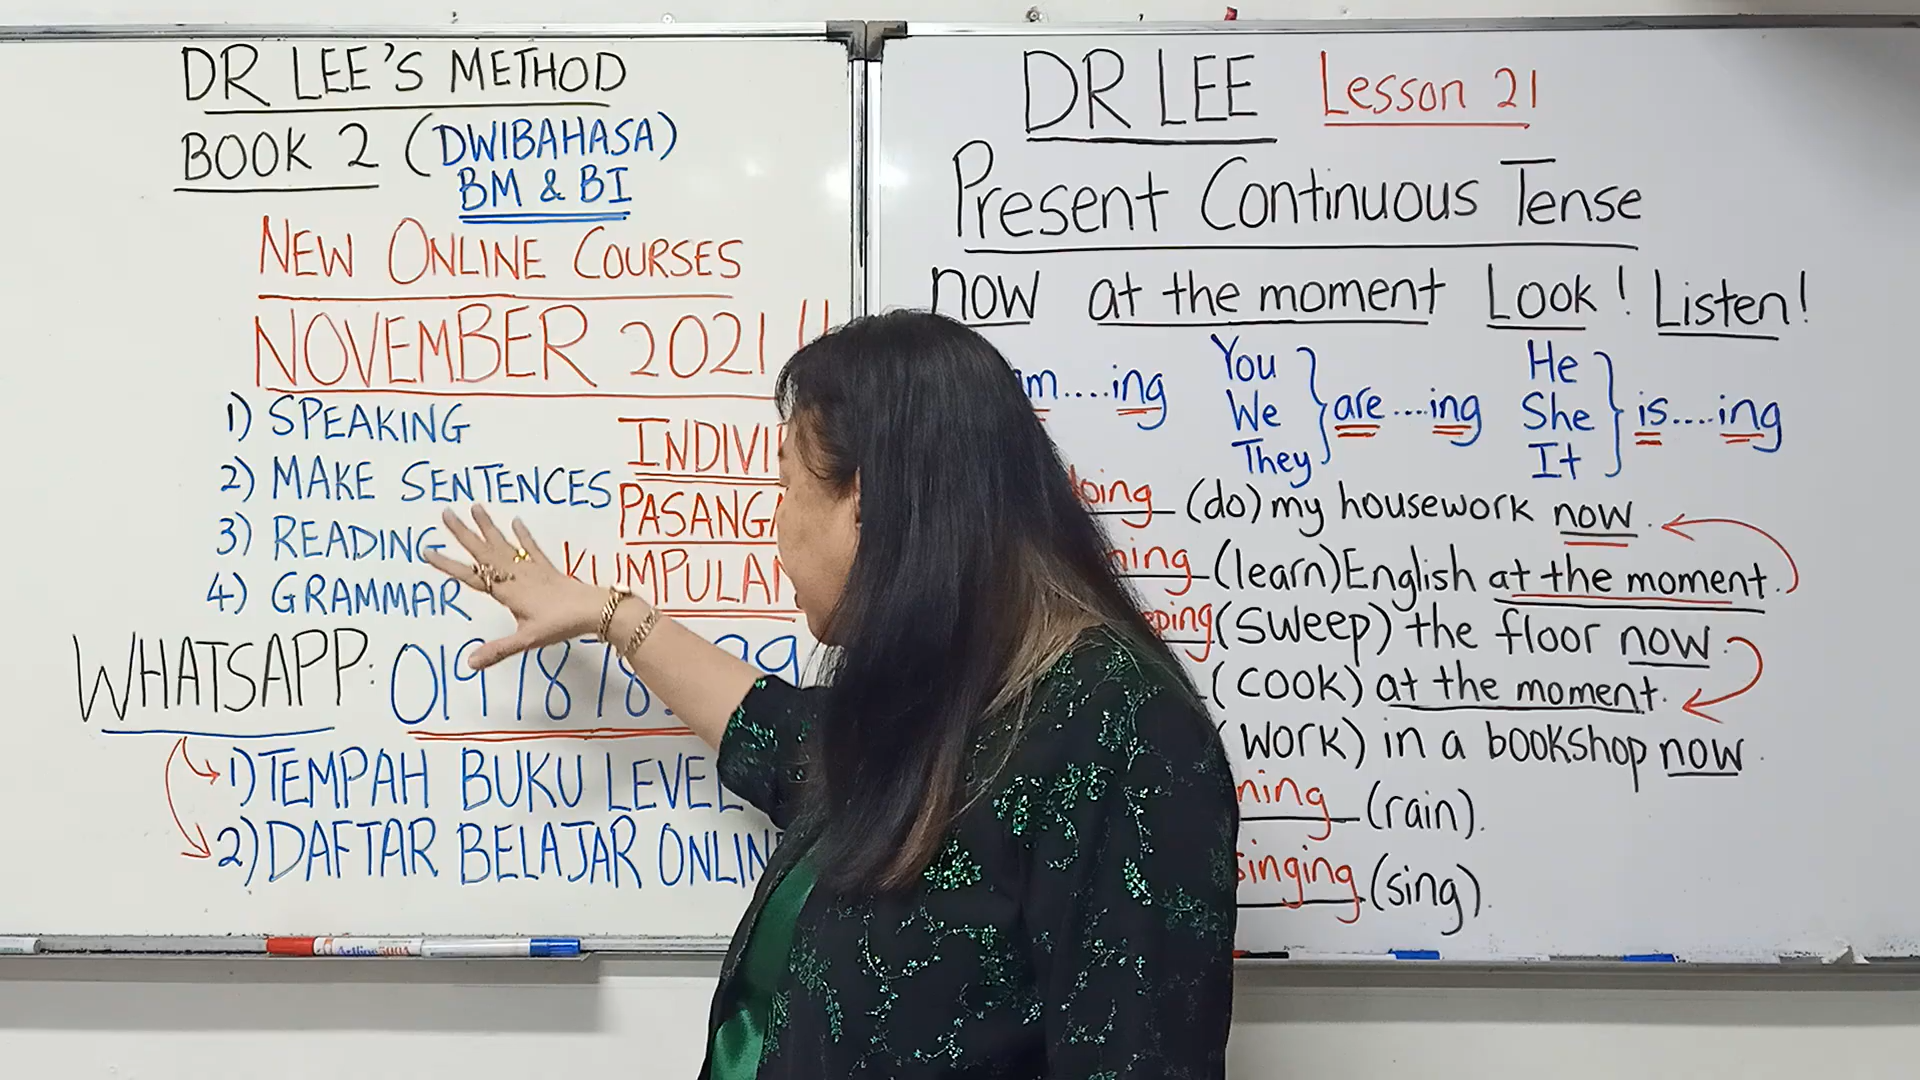 DR LEE'S METHOD
BOOK 2 (DWIBAHASA)
BM & BI
NEW ONLINE COURSES
NOVEMBER 2021 !!
1) SPEAKING
2) MAKE SENTENCES
3) READING
4) GRAMMAR
PASANGA
KUMPULAN
WHATSAPP:
1) TEMPAH BUKU LEVEL
2) DAFTAR BELAJAR ONLIN
DR LEE Lesson 21
Present Continuous Tense
now at the moment Look! Listen!
....ing
You
We
They
are....ing
He
She
It
is....ing
(do) my housework now.
(learn) English at the moment.
(sweep) the floor now.
(cook) at the moment.
(work) in a bookshop now.
(rain).
singing (sing).